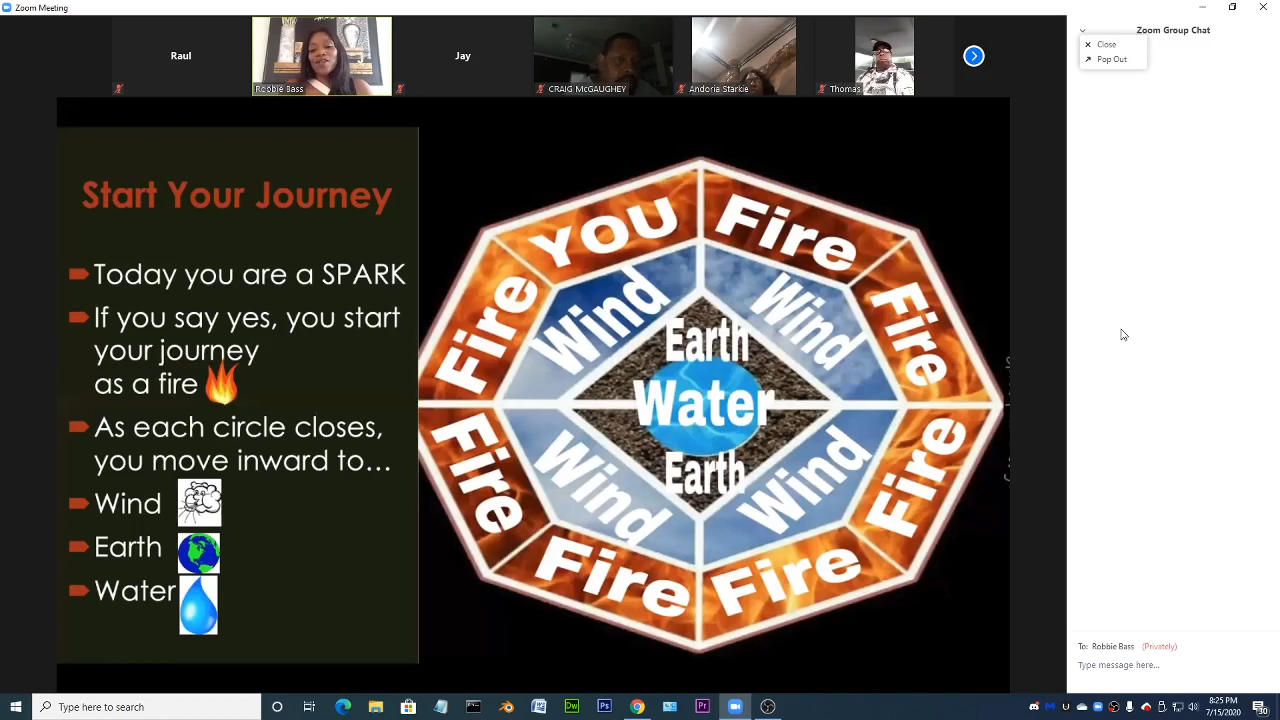 Zoom Meeting
Raul
Robbie Bass
Jay
CRAIG McGAUGHEY
Andoria Starkie
Thomas
Zoom Group Chat
Close
Pop Out
Start Your Journey
Today you are a SPARK
If you say yes, you start
your journey
as a fire
As each circle closes,
you move inward to...
Wind
Earth
Water
YOU
Fire
Fire
Fire
Wind
Wind
Earth
Water
Earth
Fire
Fire
Wind
Wind
Fire
Fire
To: Robbie Bass (Privately)
Type message here...
Type here to search
8:25 PM
7/15/2020
30